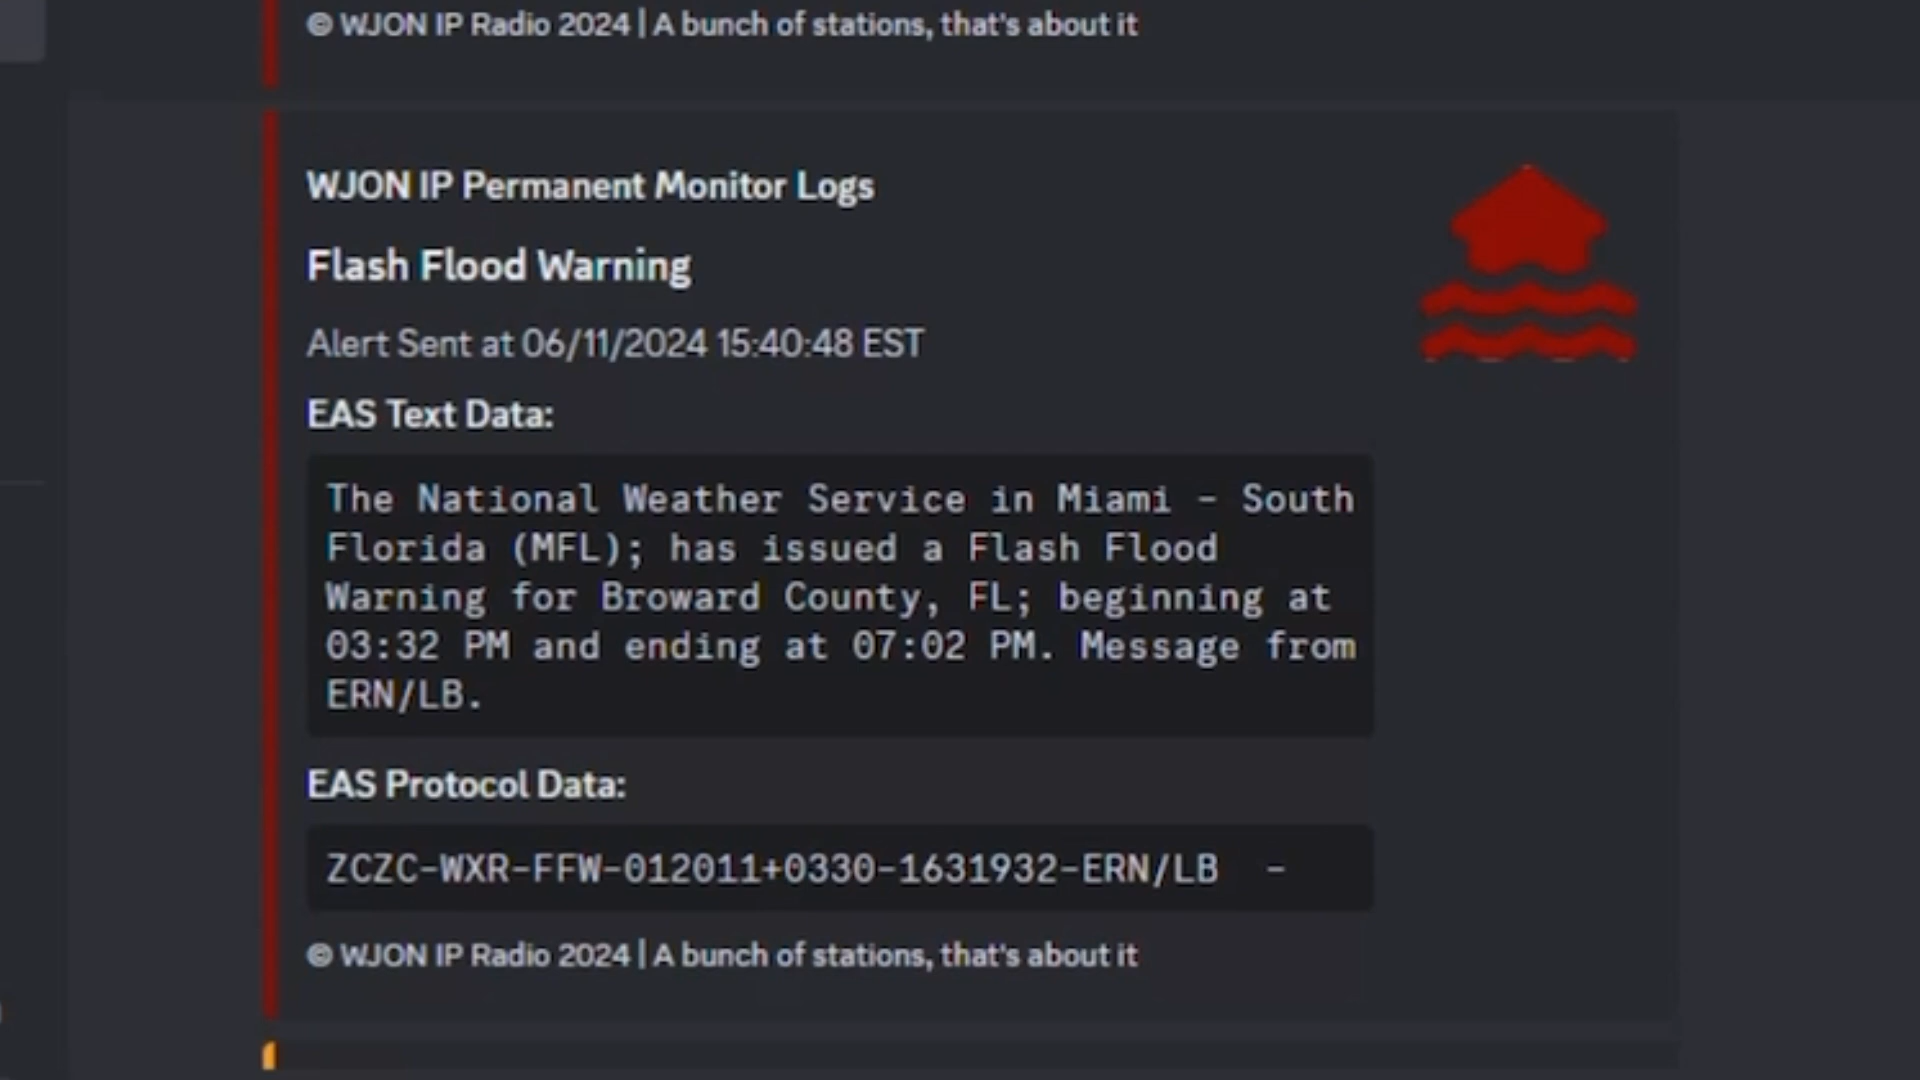 © WJON IP Radio 2024 | A bunch of stations, that's about it
WJON IP Permanent Monitor Logs
Flash Flood Warning
Alert Sent at 06/11/2024 15:40:48 EST
EAS Text Data:
The National Weather Service in Miami - South
Florida (MFL); has issued a Flash Flood
Warning for Broward County, FL; beginning at
03:32 PM and ending at 07:02 PM. Message from
ERN/LB.
EAS Protocol Data:
ZCZC-WXR-FFW-012011+0330-1631932-ERN/LB  -
© WJON IP Radio 2024 | A bunch of stations, that's about it